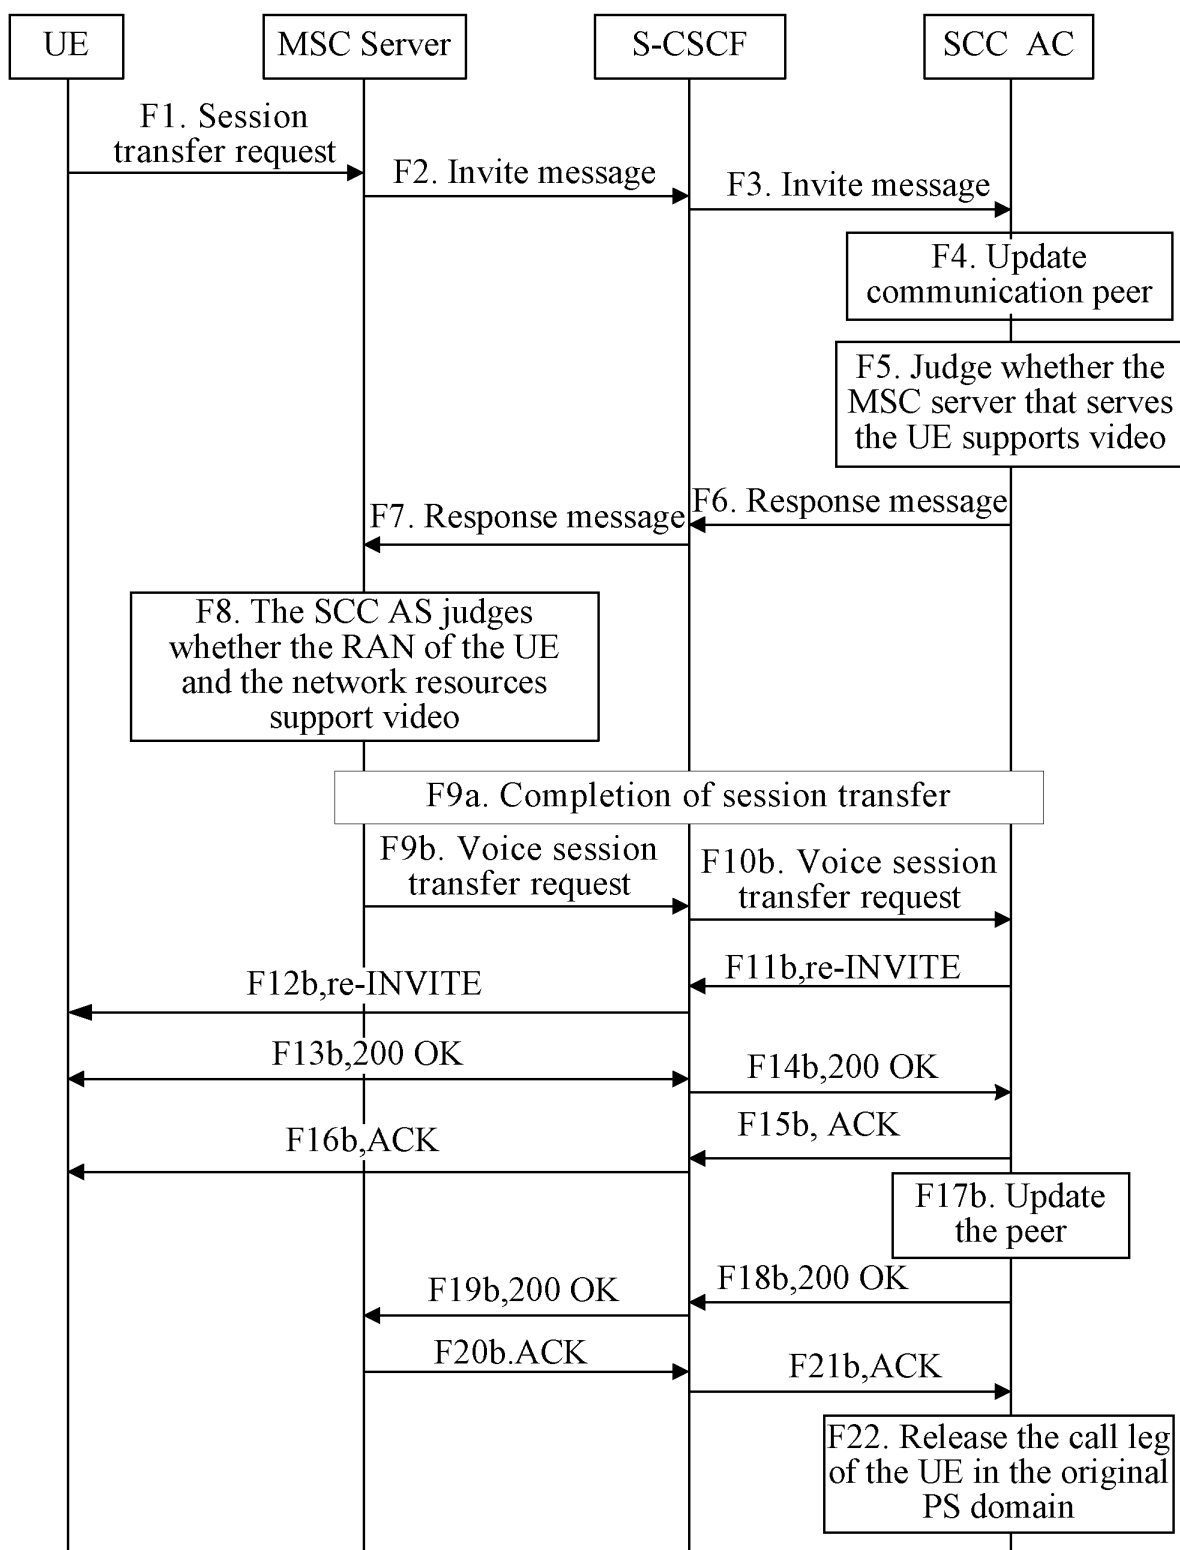 UE
MSC Server
S-CSCF
SCC AC
F1. Session
transfer request
F2. Invite message
F3. Invite message
F4. Update
communication peer
F5. Judge whether the
MSC server that serves
the UE supports video
F6. Response message
F7. Response message
F8. The SCC AS judges
whether the RAN of the UE
and the network resources
support video
F9a. Completion of session transfer
F9b. Voice session
transfer request
F10b. Voice session
transfer request
F11b,re-INVITE
F12b,re-INVITE
F13b,200 OK
F14b,200 OK
F15b, ACK
F16b,ACK
F17b. Update
the peer
F18b,200 OK
F19b,200 OK
F20b.ACK
F21b,ACK
F22. Release the call leg
of the UE in the original
PS domain